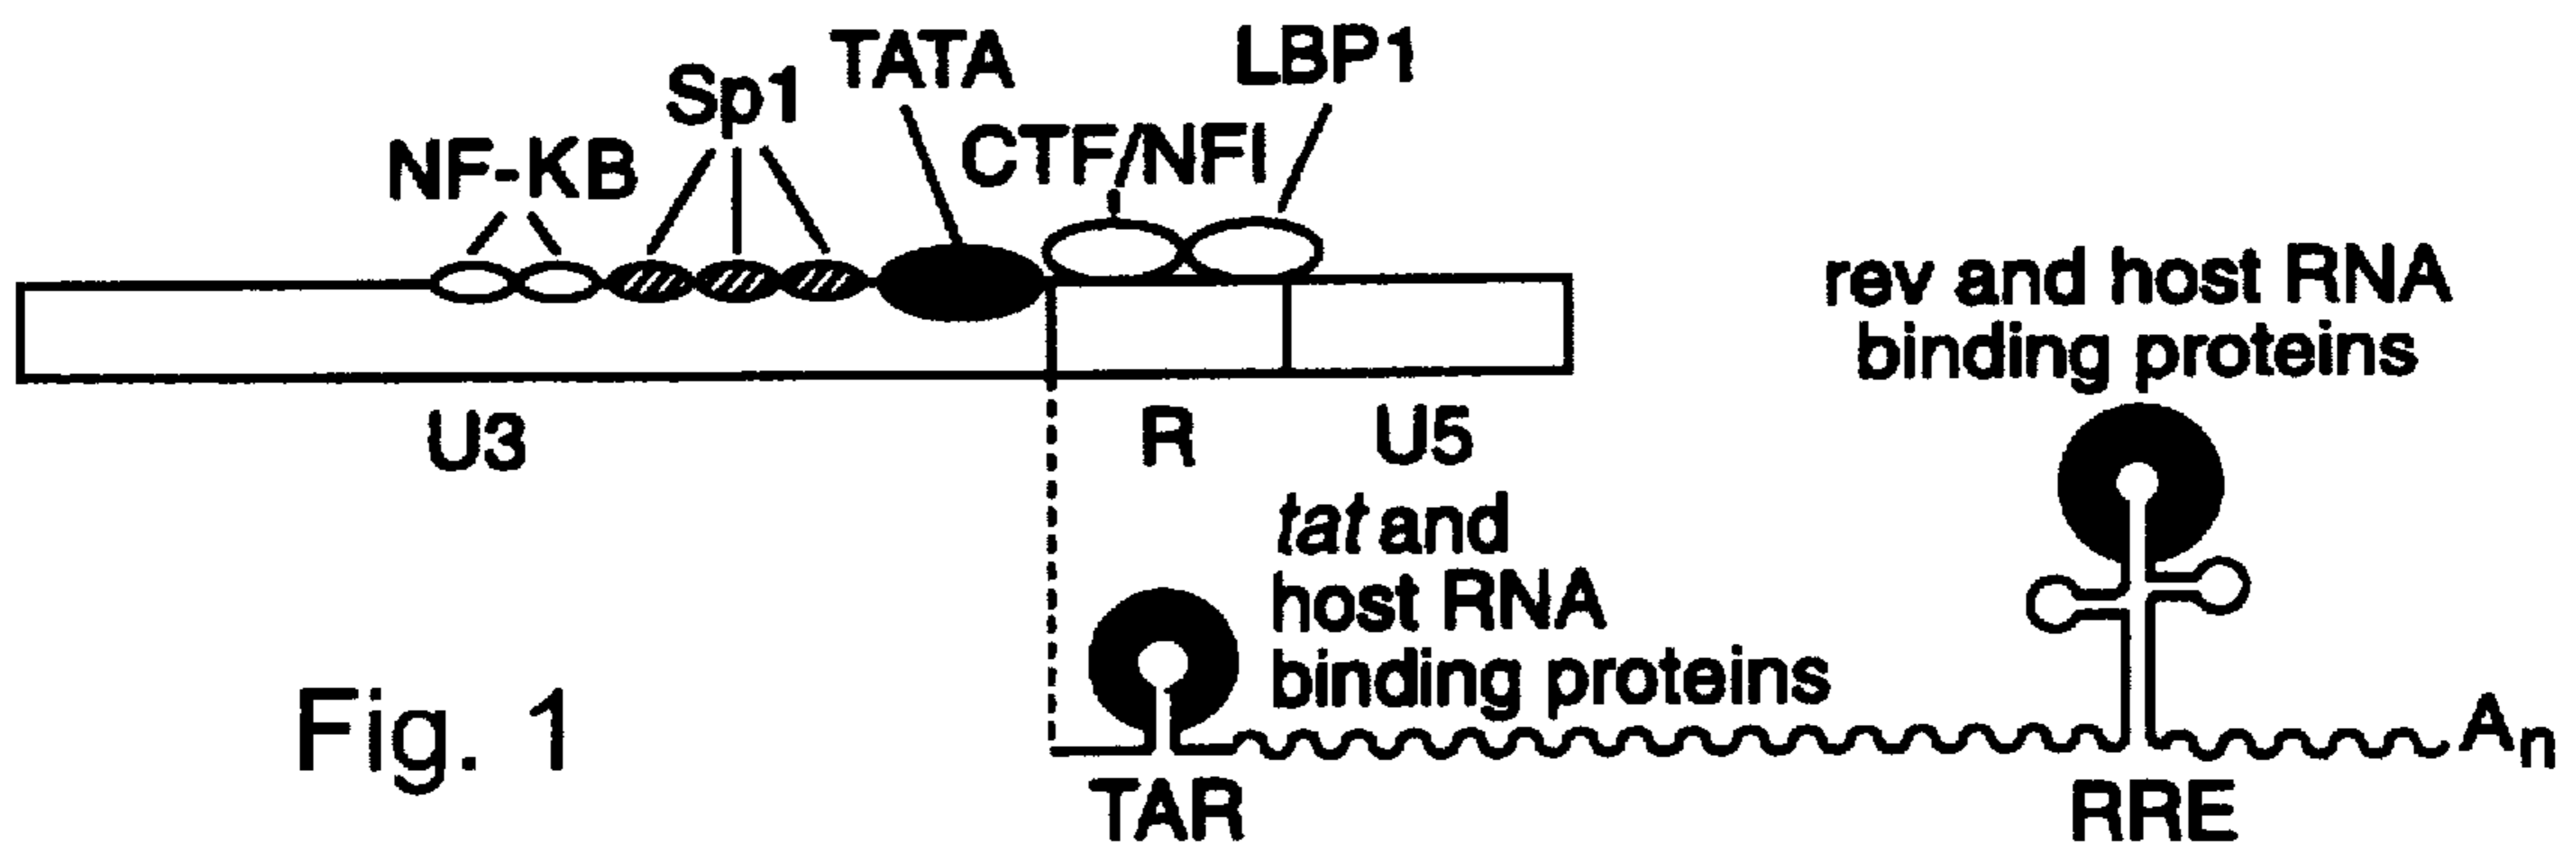 TATA
LBP1
Sp1
CTF/NFI
NF-KB
rev and host RNA
binding proteins
U3
R
U5
tat and
host RNA
binding proteins
Fig. 1
An
TAR
RRE